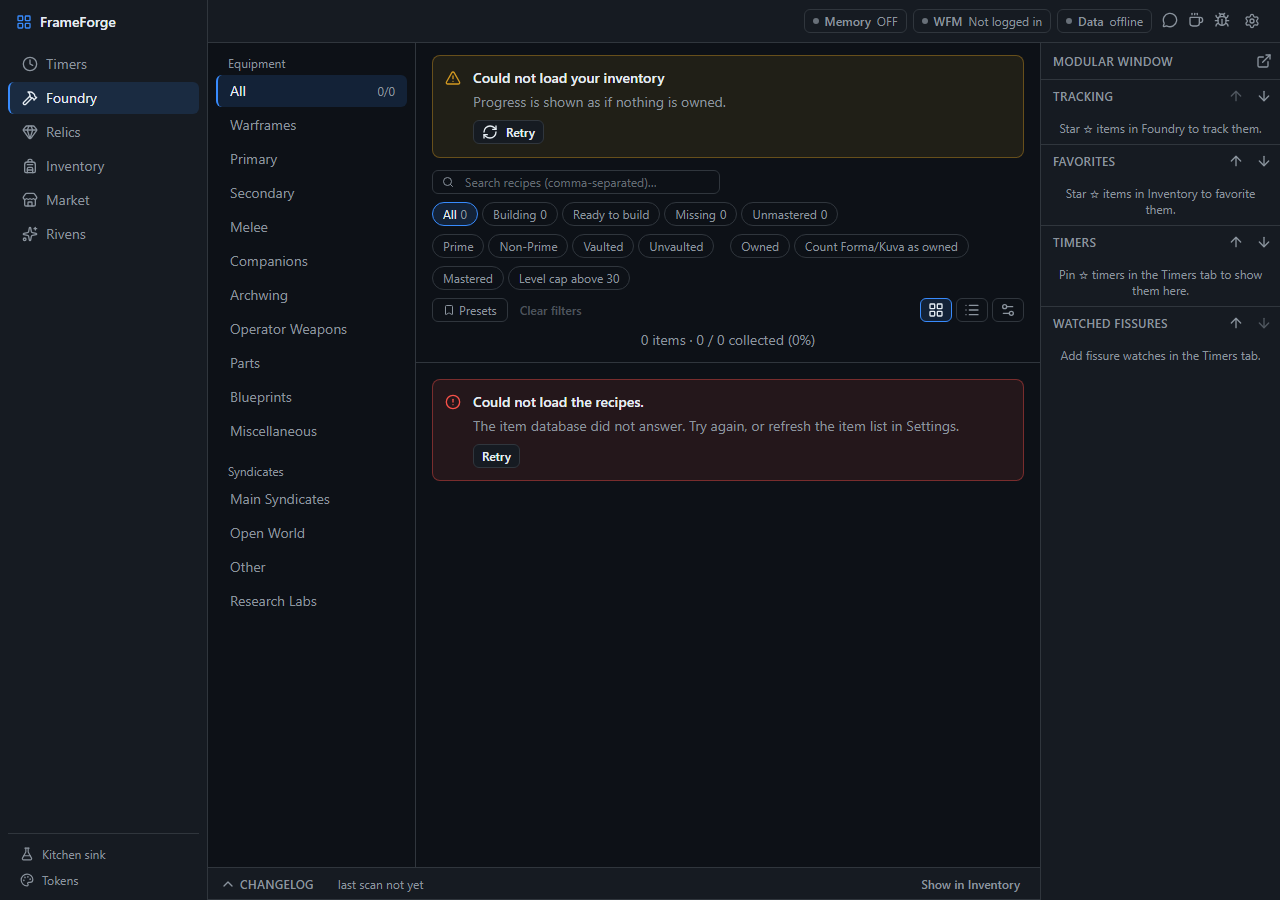 FrameForge
Memory OFF
WFM Not logged in
Data offline
Timers
Foundry
Relics
Inventory
Market
Rivens
Kitchen sink
Tokens
Equipment
All 0/0
Warframes
Primary
Secondary
Melee
Companions
Archwing
Operator Weapons
Parts
Blueprints
Miscellaneous
Syndicates
Main Syndicates
Open World
Other
Research Labs
Could not load your inventory
Progress is shown as if nothing is owned.
Retry
Search recipes (comma-separated)...
All 0 Building 0 Ready to build Missing 0 Unmastered 0
Prime Non-Prime Vaulted Unvaulted Owned Count Forma/Kuva as owned
Mastered Level cap above 30
Presets Clear filters
0 items · 0 / 0 collected (0%)
Could not load the recipes.
The item database did not answer. Try again, or refresh the item list in Settings.
Retry
CHANGELOG last scan not yet Show in Inventory
MODULAR WINDOW
TRACKING
Star ☆ items in Foundry to track them.
FAVORITES
Star ☆ items in Inventory to favorite
them.
TIMERS
Pin ☆ timers in the Timers tab to show
them here.
WATCHED FISSURES
Add fissure watches in the Timers tab.